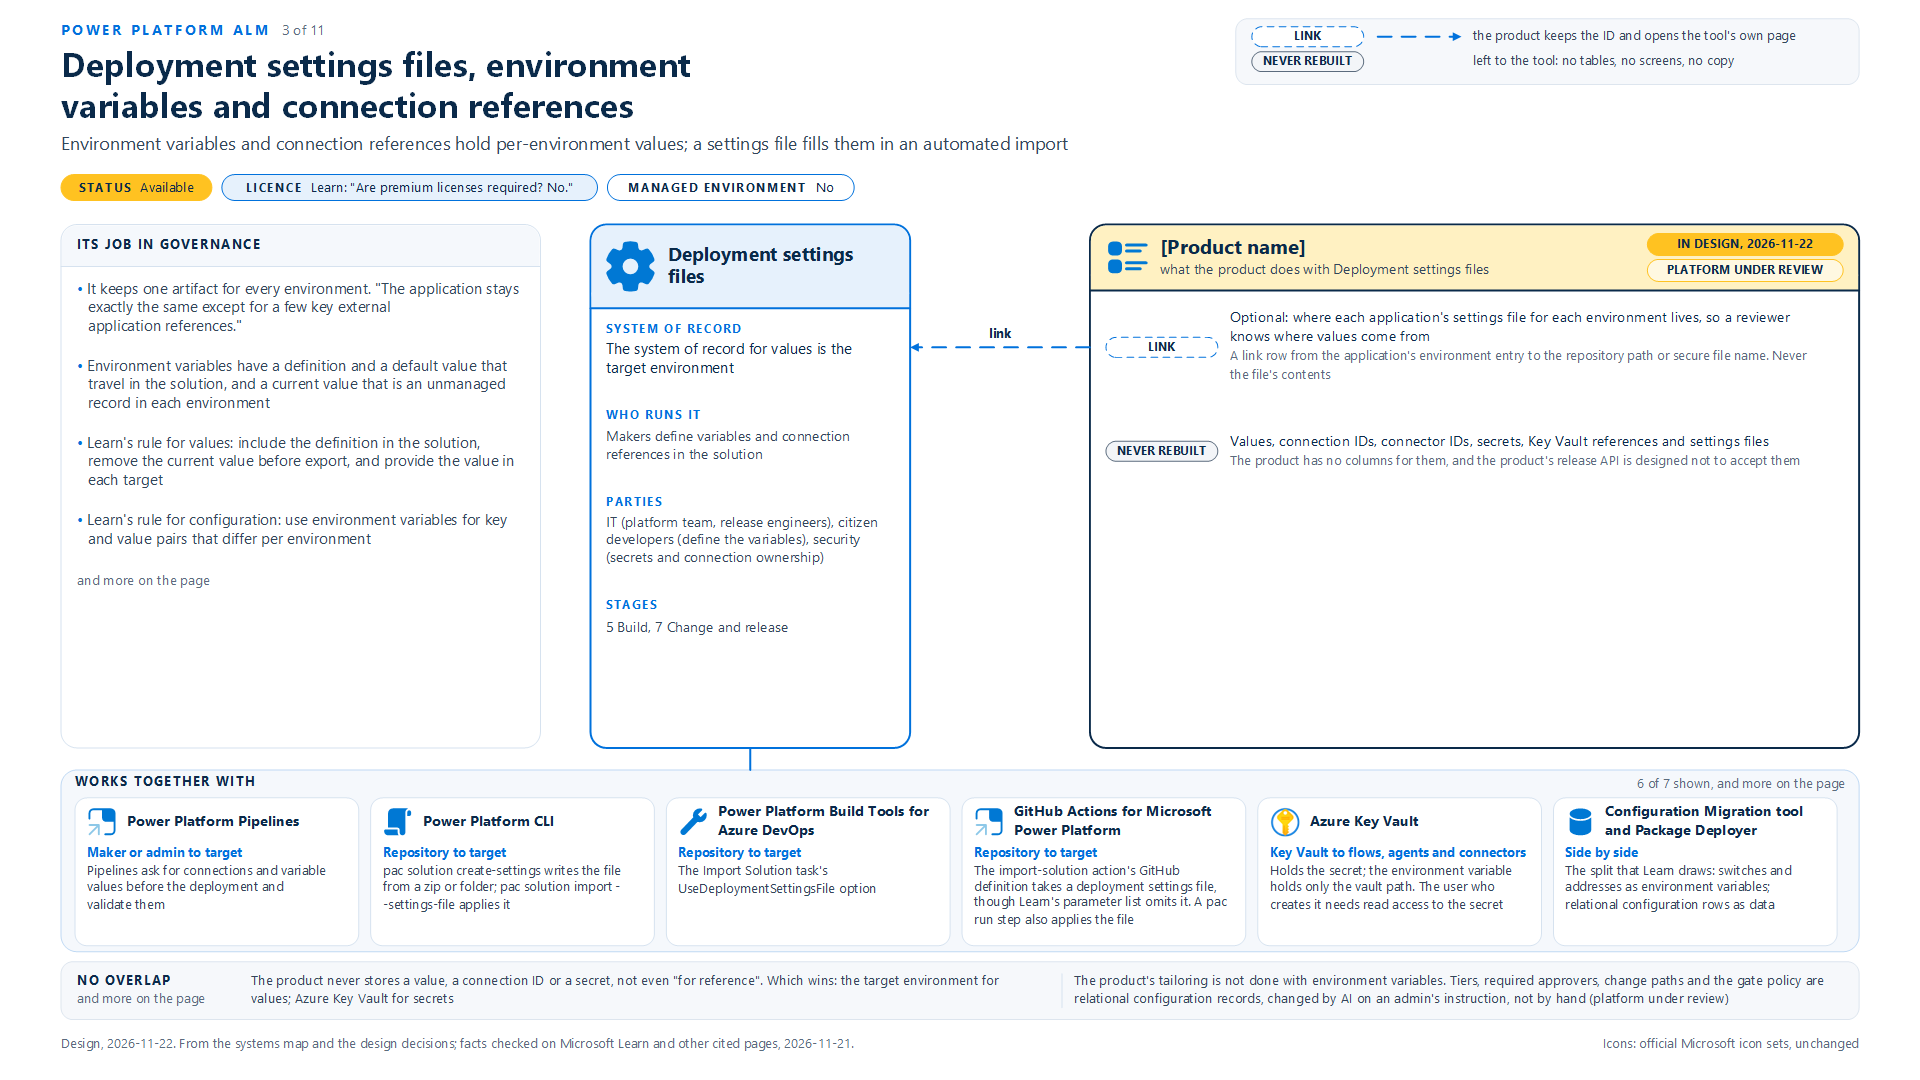 POWER PLATFORM ALM 3 of 11
Deployment settings files, environment
variables and connection references
Environment variables and connection references hold per-environment values; a settings file fills them in an automated import
LINK the product keeps the ID and opens the tool's own page
NEVER REBUILT left to the tool: no tables, no screens, no copy
STATUS Available
LICENCE Learn: "Are premium licenses required? No."
MANAGED ENVIRONMENT No
ITS JOB IN GOVERNANCE
• It keeps one artifact for every environment. "The application stays
exactly the same except for a few key external
application references."
• Environment variables have a definition and a default value that
travel in the solution, and a current value that is an unmanaged
record in each environment
• Learn's rule for values: include the definition in the solution,
remove the current value before export, and provide the value in
each target
• Learn's rule for configuration: use environment variables for key
and value pairs that differ per environment
and more on the page
Deployment settings
files
SYSTEM OF RECORD
The system of record for values is the
target environment
WHO RUNS IT
Makers define variables and connection
references in the solution
PARTIES
IT (platform team, release engineers), citizen
developers (define the variables), security
(secrets and connection ownership)
STAGES
5 Build, 7 Change and release
link
[Product name]
what the product does with Deployment settings files
IN DESIGN, 2026-11-22
PLATFORM UNDER REVIEW
LINK
Optional: where each application's settings file for each environment lives, so a reviewer
knows where values come from
A link row from the application's environment entry to the repository path or secure file name. Never
the file's contents
NEVER REBUILT
Values, connection IDs, connector IDs, secrets, Key Vault references and settings files
The product has no columns for them, and the product's release API is designed not to accept them
WORKS TOGETHER WITH
6 of 7 shown, and more on the page
Power Platform Pipelines
Maker or admin to target
Pipelines ask for connections and variable
values before the deployment and
validate them
Power Platform CLI
Repository to target
pac solution create-settings writes the file
from a zip or folder; pac solution import -
-settings-file applies it
Power Platform Build Tools for
Azure DevOps
Repository to target
The Import Solution task's
UseDeploymentSettingsFile option
GitHub Actions for Microsoft
Power Platform
Repository to target
The import-solution action's GitHub
definition takes a deployment settings file,
though Learn's parameter list omits it. A pac
run step also applies the file
Azure Key Vault
Key Vault to flows, agents and connectors
Holds the secret; the environment variable
holds only the vault path. The user who
creates it needs read access to the secret
Configuration Migration tool
and Package Deployer
Side by side
The split that Learn draws: switches and
addresses as environment variables;
relational configuration rows as data
NO OVERLAP
and more on the page
The product never stores a value, a connection ID or a secret, not even "for reference". Which wins: the target environment for
values; Azure Key Vault for secrets
The product's tailoring is not done with environment variables. Tiers, required approvers, change paths and the gate policy are
relational configuration records, changed by AI on an admin's instruction, not by hand (platform under review)
Design, 2026-11-22. From the systems map and the design decisions; facts checked on Microsoft Learn and other cited pages, 2026-11-21.
Icons: official Microsoft icon sets, unchanged